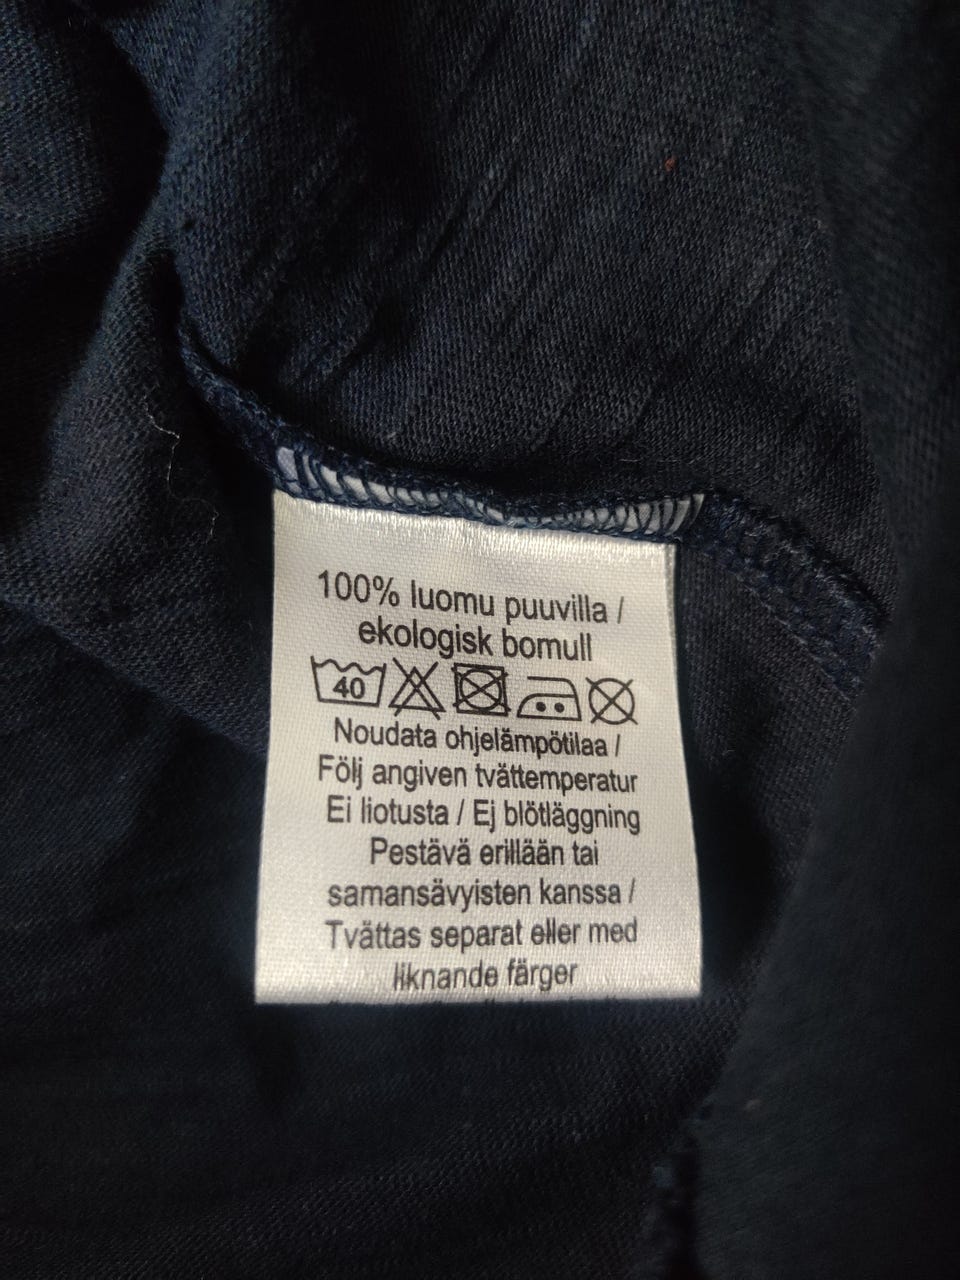 100% luomu puuvilla /
ekologisk bomull
40
Noudata ohjelämpötilaa /
Följ angiven tvättemperatur
Ei liotusta / Ej blötläggning
Pestävä erillään tai
samansävyisten kanssa /
Tvättas separat eller med
liknande färger